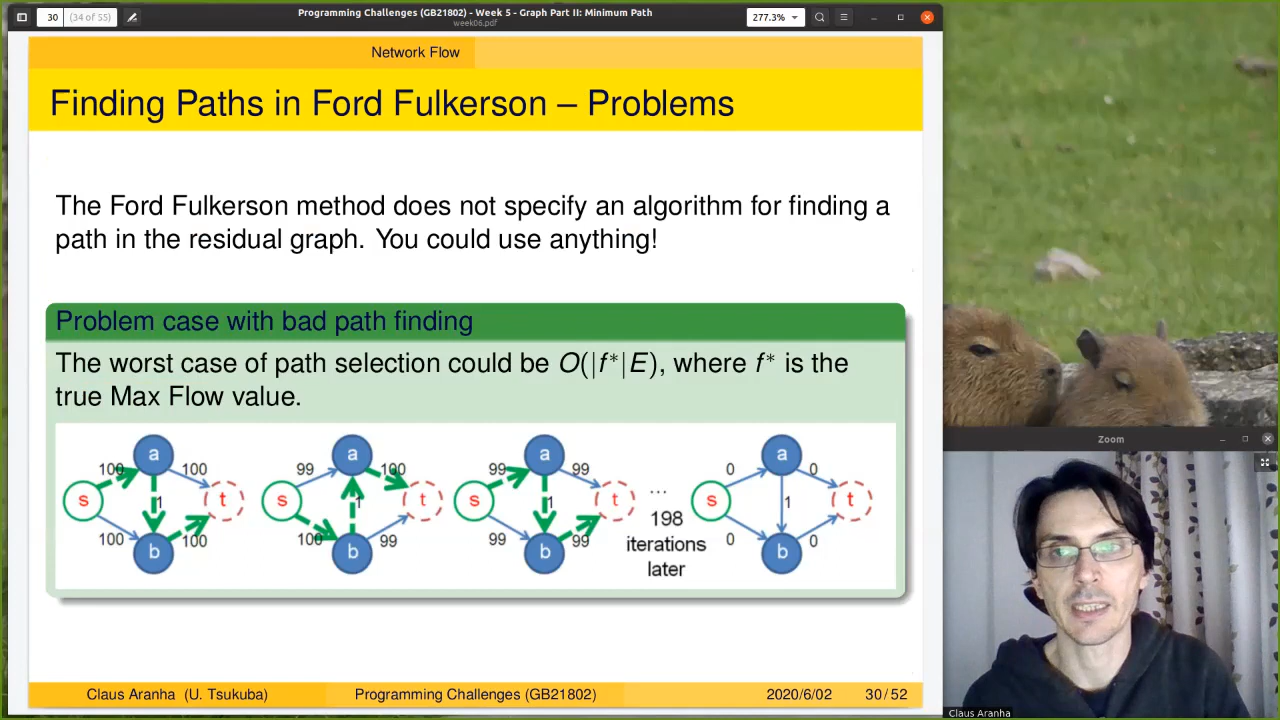 30
(34 of 55)
Programming Challenges (GB21802) - Week 5 - Graph Part II: Minimum Path
week06.pdf
277.3%
Network Flow
Finding Paths in Ford Fulkerson – Problems
The Ford Fulkerson method does not specify an algorithm for finding a
path in the residual graph. You could use anything!
Problem case with bad path finding
The worst case of path selection could be O(|f*|E), where f* is the
true Max Flow value.
a
100 100
s 1 t
100 100
b
a
99 100
s 1 t
100 99
b
a
99 99
s 1 t
99 99
b
...
198
iterations
later
a
0 0
s 1 t
0 0
b
Claus Aranha (U. Tsukuba)
Programming Challenges (GB21802)
2020/6/02
30 / 52
Zoom
Claus Aranha